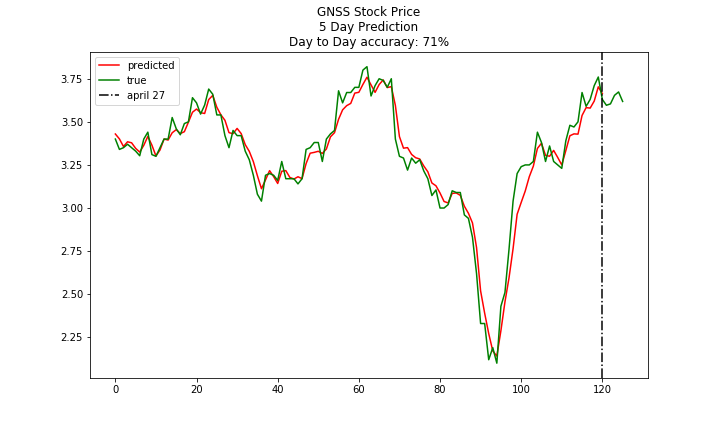 GNSS Stock Price
5 Day Prediction
Day to Day accuracy: 71%
predicted
true
april 27
3.75
3.50
3.25
3.00
2.75
2.50
2.25
0 20 40 60 80 100 120